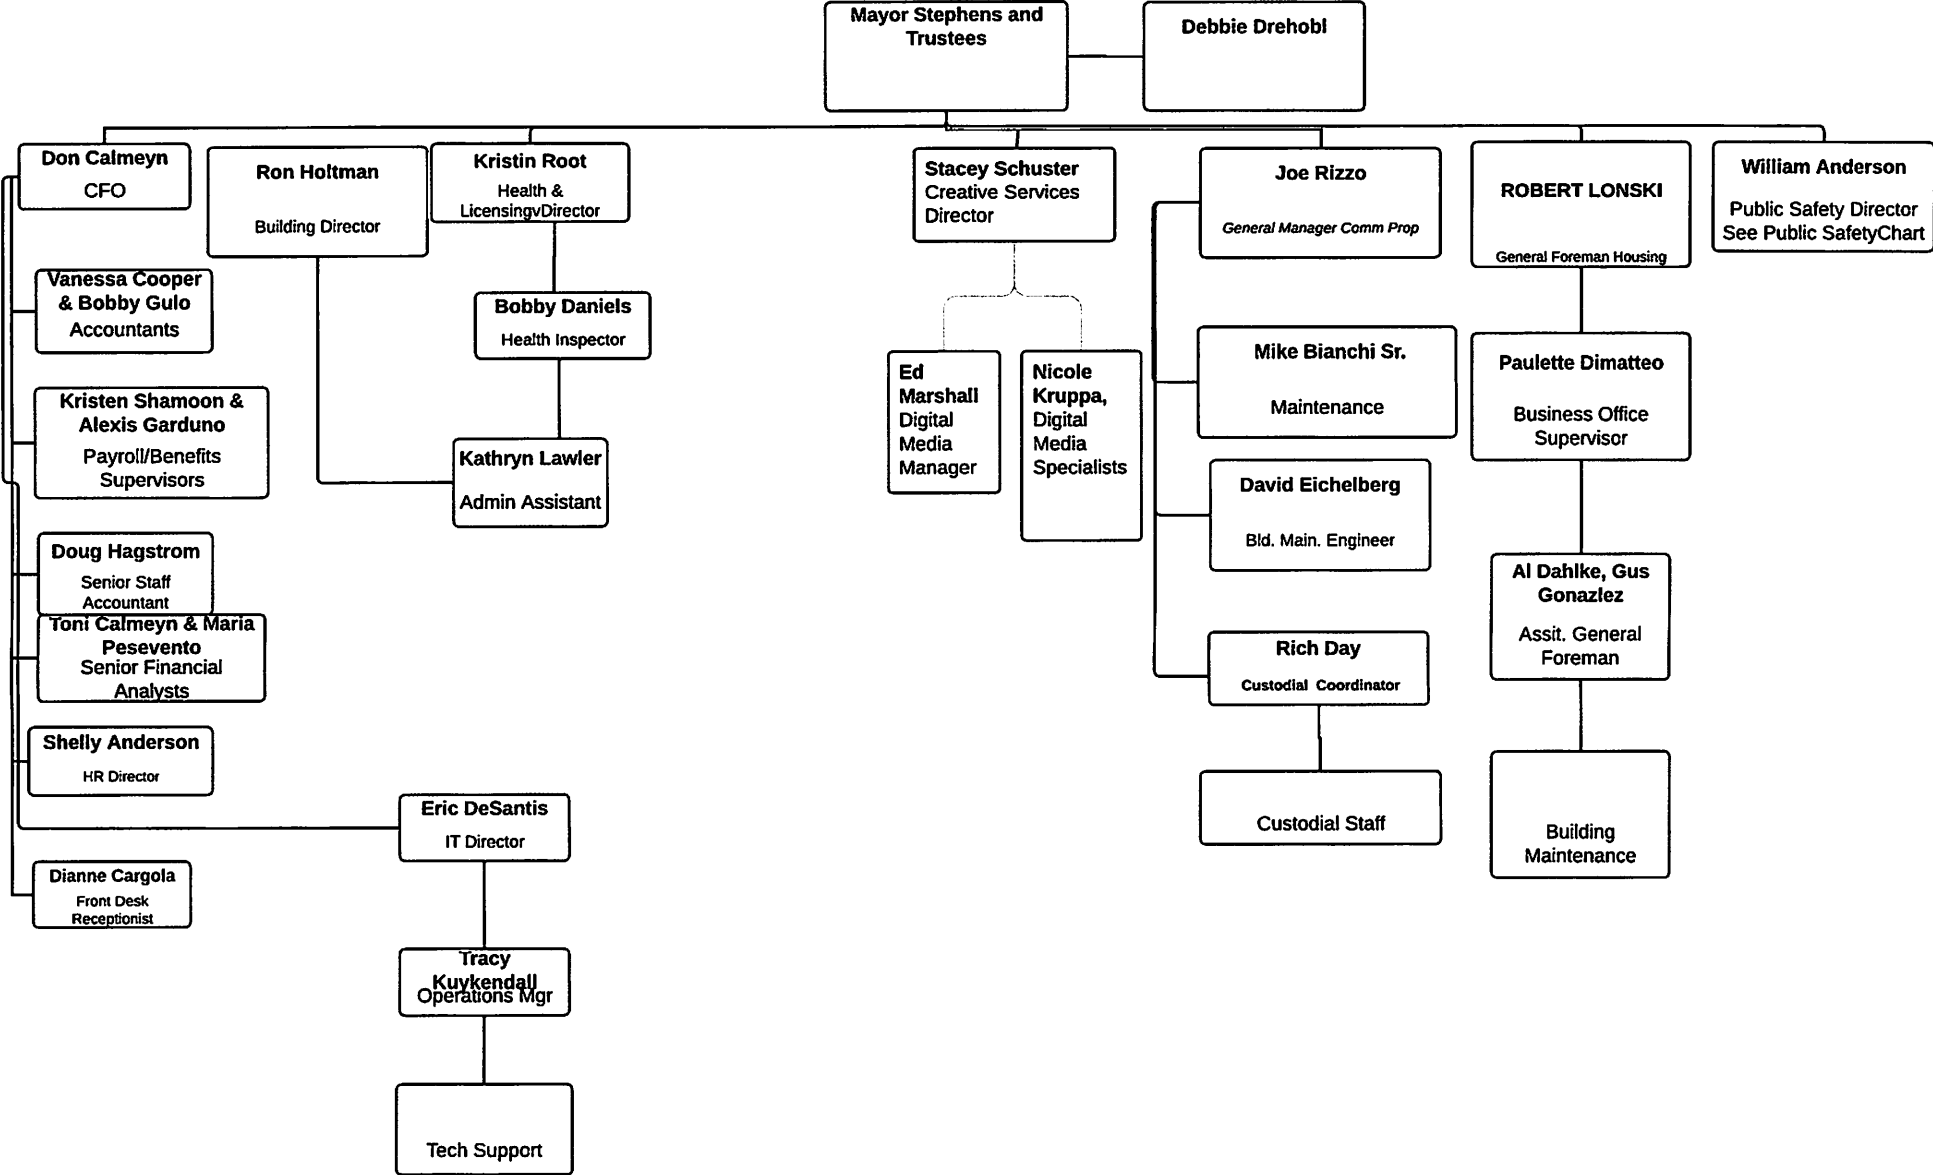 Mayor Stephens and
Trustees
Debbie Drehobl
Don Calmeyn
CFO
Ron Holtman
Building Director
Kristin Root
Health &
LicensingvDirector
Stacey Schuster
Creative Services
Director
Joe Rizzo
General Manager Comm Prop
ROBERT LONSKI
General Foreman Housing
William Anderson
Public Safety Director
See Public SafetyChart
Vanessa Cooper
& Bobby Gulo
Accountants
Bobby Daniels
Health Inspector
Ed
Marshall
Digital
Media
Manager
Nicole
Kruppa,
Digital
Media
Specialists
Mike Bianchi Sr.
Maintenance
Paulette Dimatteo
Business Office
Supervisor
Kristen Shamoon &
Alexis Garduno
Payroll/Benefits
Supervisors
Kathryn Lawler
Admin Assistant
David Eichelberg
Bld. Main. Engineer
Doug Hagstrom
Senior Staff
Accountant
Al Dahlke, Gus
Gonazlez
Assit. General
Foreman
Toni Calmeyn & Maria
Pesevento
Senior Financial
Analysts
Rich Day
Custodial Coordinator
Shelly Anderson
HR Director
Eric DeSantis
IT Director
Custodial Staff
Building
Maintenance
Dianne Cargola
Front Desk
Receptionist
Tracy
Kuykendall
Operations Mgr
Tech Support